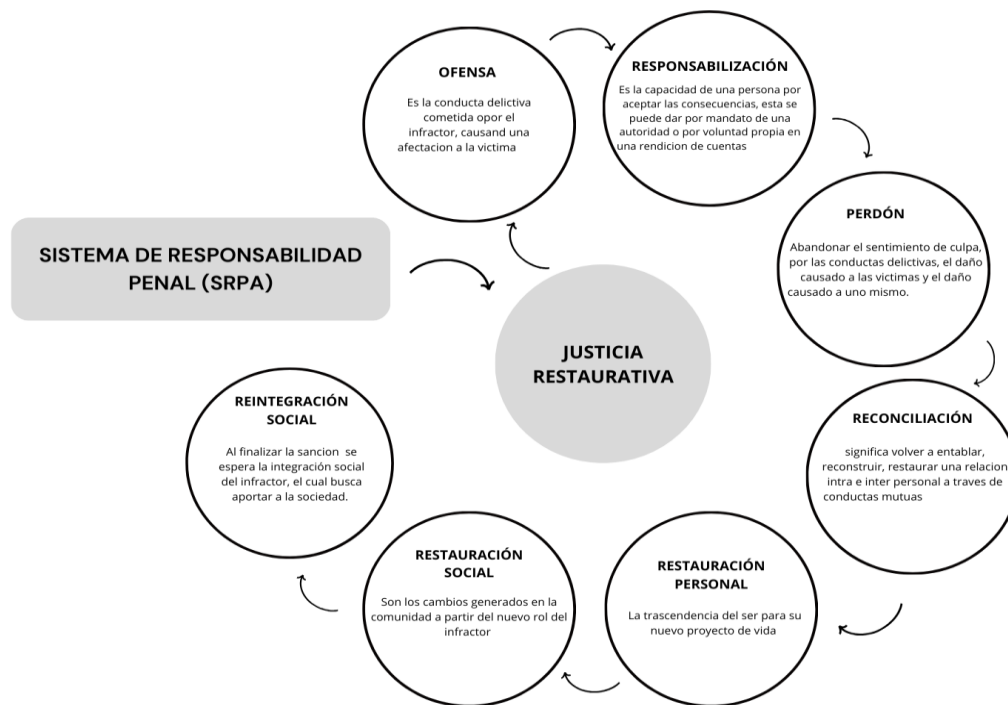 SISTEMA DE RESPONSABILIDAD
PENAL (SRPA)
JUSTICIA
RESTAURATIVA
OFENSA
Es la conducta delictiva
cometida opor el
infractor, causand una
afectacion a la victima
RESPONSABILIZACIÓN
Es la capacidad de una persona por
aceptar las consecuencias, esta se
puede dar por mandato de una
autoridad o por voluntad propia en
una rendicion de cuentas
PERDÓN
Abandonar el sentimiento de culpa,
por las conductas delictivas, el daño
causado a las victimas y el daño
causado a uno mismo.
RECONCILIACIÓN
significa volver a entablar,
reconstruir, restaurar una relacion
intra e inter personal a traves de
conductas mutuas
RESTAURACIÓN
PERSONAL
La trascendencia del ser para su
nuevo proyecto de vida
RESTAURACIÓN
SOCIAL
Son los cambios generados en la
comunidad a partir del nuevo rol del
infractor
REINTEGRACIÓN
SOCIAL
Al finalizar la sancion se
espera la integración social
del infractor, el cual busca
aportar a la sociedad.